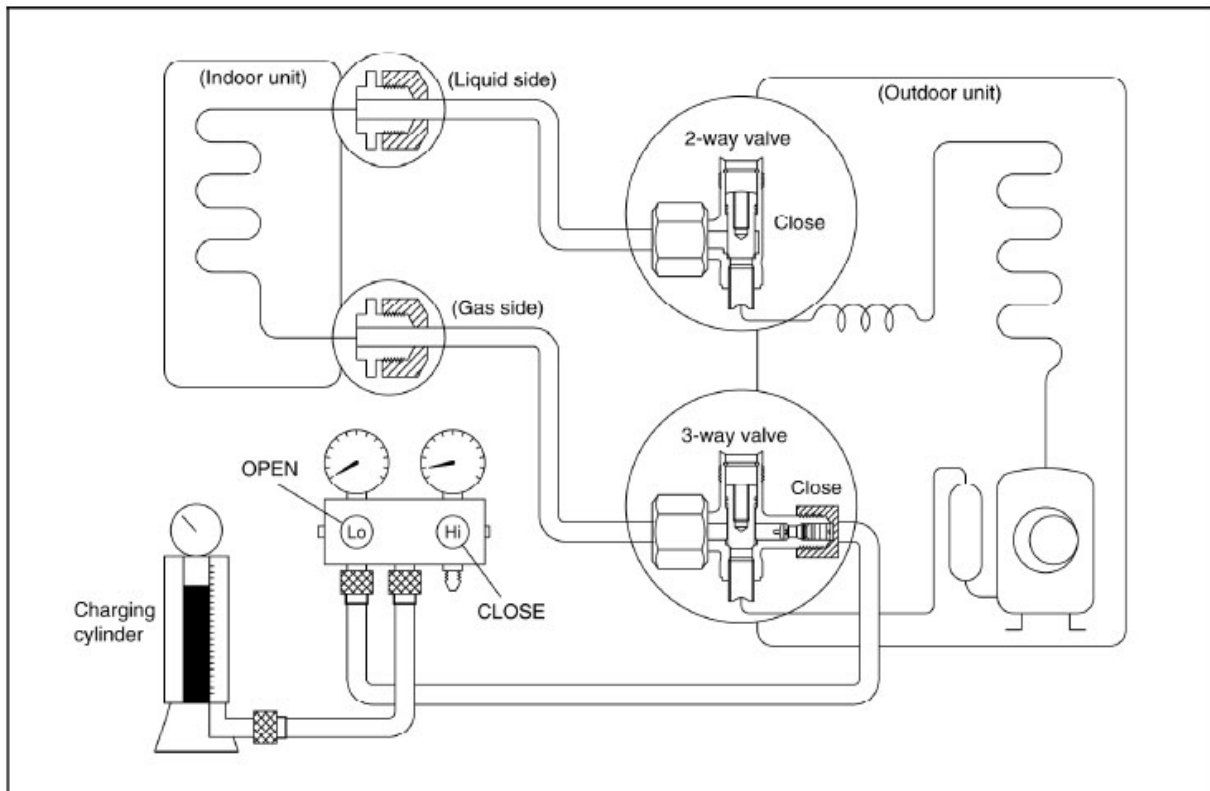 (Indoor unit)
(Liquid side)
(Outdoor unit)
2-way valve
Close
(Gas side)
3-way valve
Close
OPEN
Lo
Hi
CLOSE
Charging
cylinder